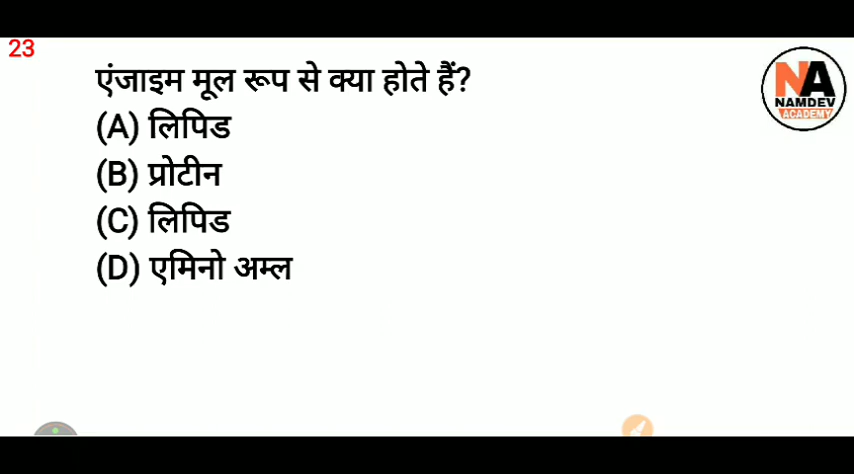 23
एंजाइम मूल रूप से क्या होते हैं?
(A) लिपिड
(B) प्रोटीन
(C) लिपिड
(D) एमिनो अम्ल
NA
NAMDEV
ACADEMY